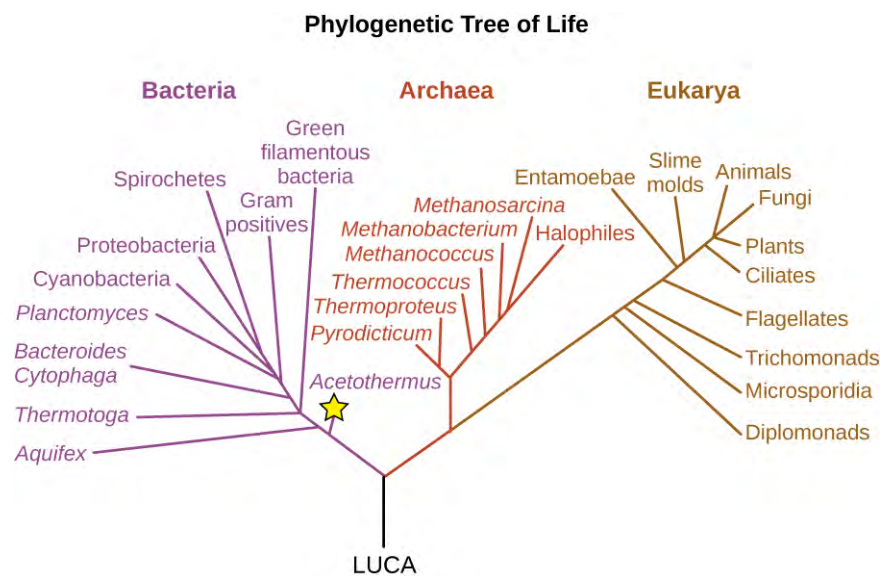 Phylogenetic Tree of Life
Bacteria
Archaea
Eukarya
Green
filamentous
bacteria
Spirochetes
Gram
positives
Proteobacteria
Cyanobacteria
Planctomyces
Bacteroides
Cytophaga
Thermotoga
Aquifex
Acetothermus
Methanosarcina
Methanobacterium
Halophiles
Methanococcus
Thermococcus
Thermoproteus
Pyrodicticum
Entamoebae
Slime
molds
Animals
Fungi
Plants
Ciliates
Flagellates
Trichomonads
Microsporidia
Diplomonads
LUCA